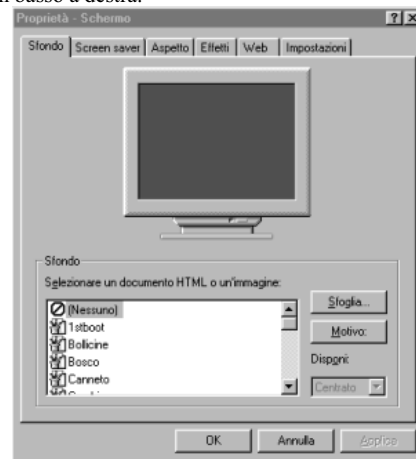 basso a destra.
Proprietà - Schermo
Sfondo Screen saver Aspetto Effetti Web Impostazioni
Sfondo
Selezionare un documento HTML o un'immagine:
(Nessuno)
1stboot
Bollicine
Bosco
Canneto
Sfoglia...
Motivo:
Disponi:
Centrato
OK Annulla Applica